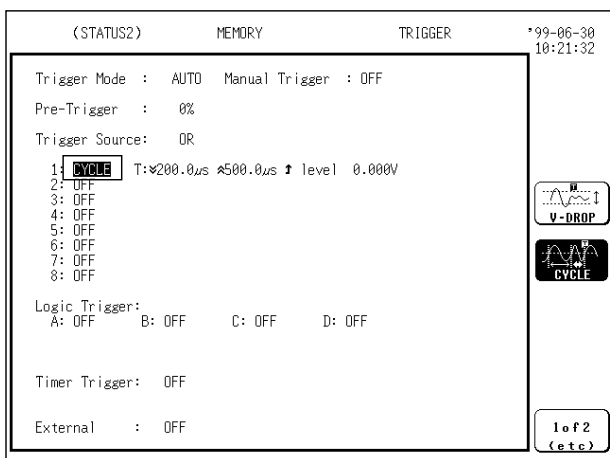 (STATUS2) MEMORY TRIGGER '99-06-30
10:21:32
Trigger Mode : AUTO Manual Trigger : OFF
Pre-Trigger : 0%
Trigger Source: OR
1: CYCLE T:¥200.0µs ⋏500.0µs ↥ level 0.000V
2: OFF
3: OFF
4: OFF
5: OFF
6: OFF
7: OFF
8: OFF
T
V-DROP
T
CYCLE
Logic Trigger:
A: OFF B: OFF C: OFF D: OFF
Timer Trigger: OFF
External : OFF
1of2
(etc)